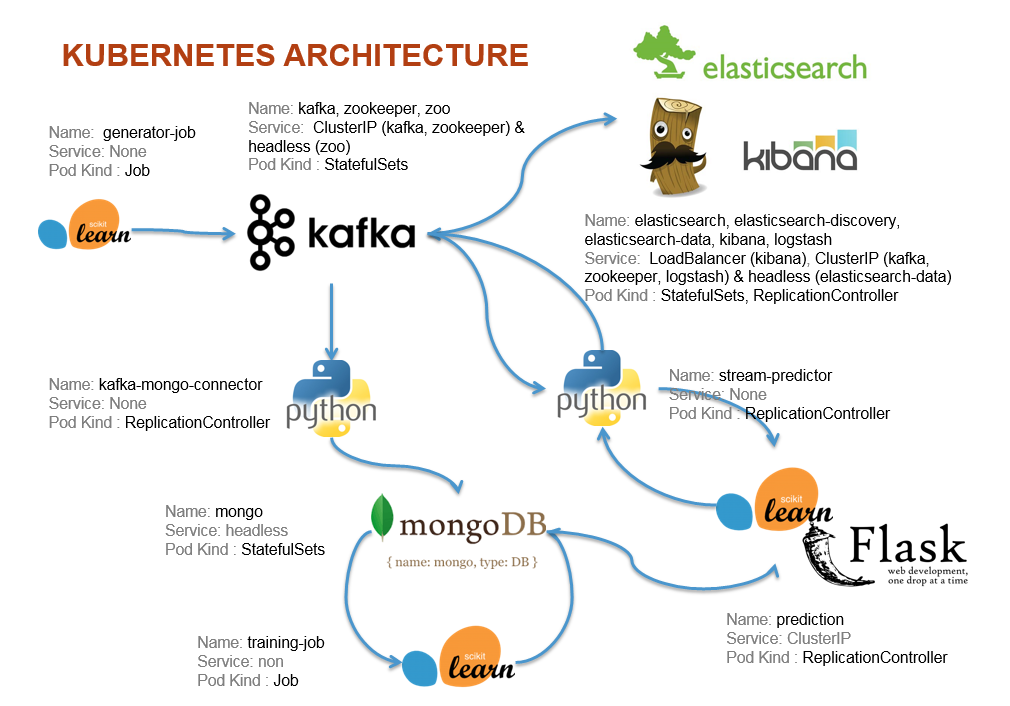 KUBERNETES ARCHITECTURE
elasticsearch
kibana
Name: generator-job
Service: None
Pod Kind : Job
Name: kafka, zookeeper, zoo
Service: ClusterIP (kafka, zookeeper) &
headless (zoo)
Pod Kind : StatefulSets
scikit
learn
kafka
Name: elasticsearch, elasticsearch-discovery,
elasticsearch-data, kibana, logstash
Service: LoadBalancer (kibana), ClusterIP (kafka,
zookeeper, logstash) & headless (elasticsearch-data)
Pod Kind : StatefulSets, ReplicationController
Name: kafka-mongo-connector
Service: None
Pod Kind : ReplicationController
python
python
Name: stream-predictor
Service: None
Pod Kind : ReplicationController
Name: mongo
Service: headless
Pod Kind : StatefulSets
mongoDB
{ name: mongo, type: DB }
scikit
learn
Flask
web development,
one drop at a time
Name: prediction
Service: ClusterIP
Pod Kind : ReplicationController
Name: training-job
Service: non
Pod Kind : Job
scikit
learn